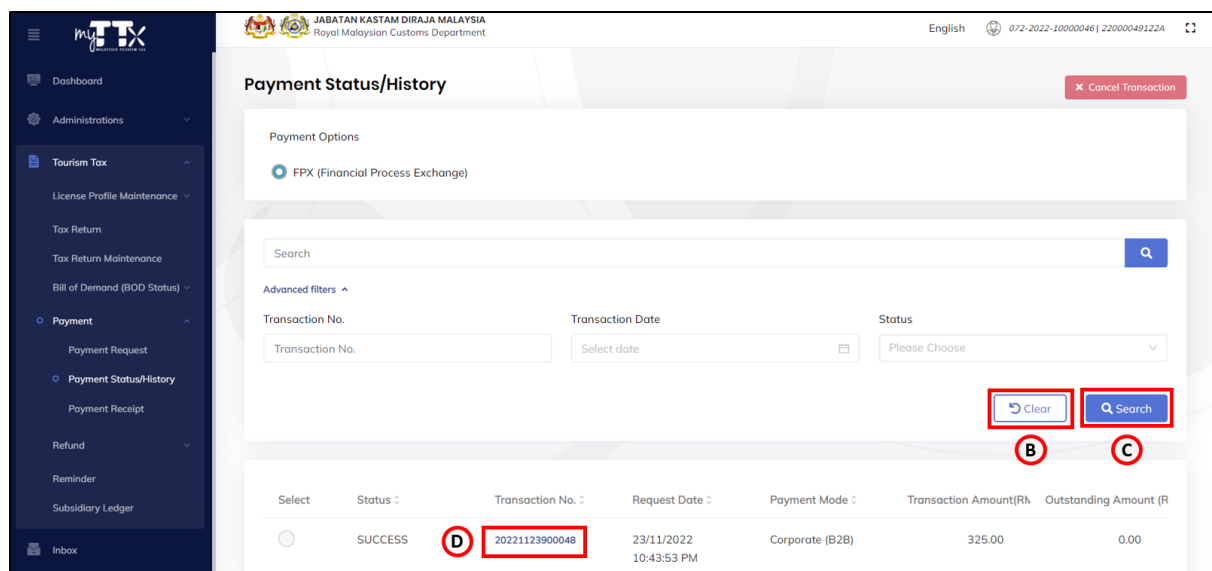 myTTx
MALAYSIAN TOURISM TAX
JABATAN KASTAM DIRAJA MALAYSIA
Royal Malaysian Customs Department
English
072-2022-10000046 | 22000049122A
Dashboard
Administrations
Tourism Tax
License Profile Maintenance
Tax Return
Tax Return Maintenance
Bill of Demand (BOD Status)
Payment
Payment Request
Payment Status/History
Payment Receipt
Refund
Reminder
Subsidiary Ledger
Inbox
Payment Status/History
Cancel Transaction
Payment Options
FPX (Financial Process Exchange)
Search
Advanced filters
Transaction No. Transaction Date Status
Transaction No. Select date Please Choose
Clear Search
B C
Select Status Transaction No. Request Date Payment Mode Transaction Amount(RM Outstanding Amount (R
SUCCESS D 20221123900048 23/11/2022 Corporate (B2B) 325.00 0.00
10:43:53 PM